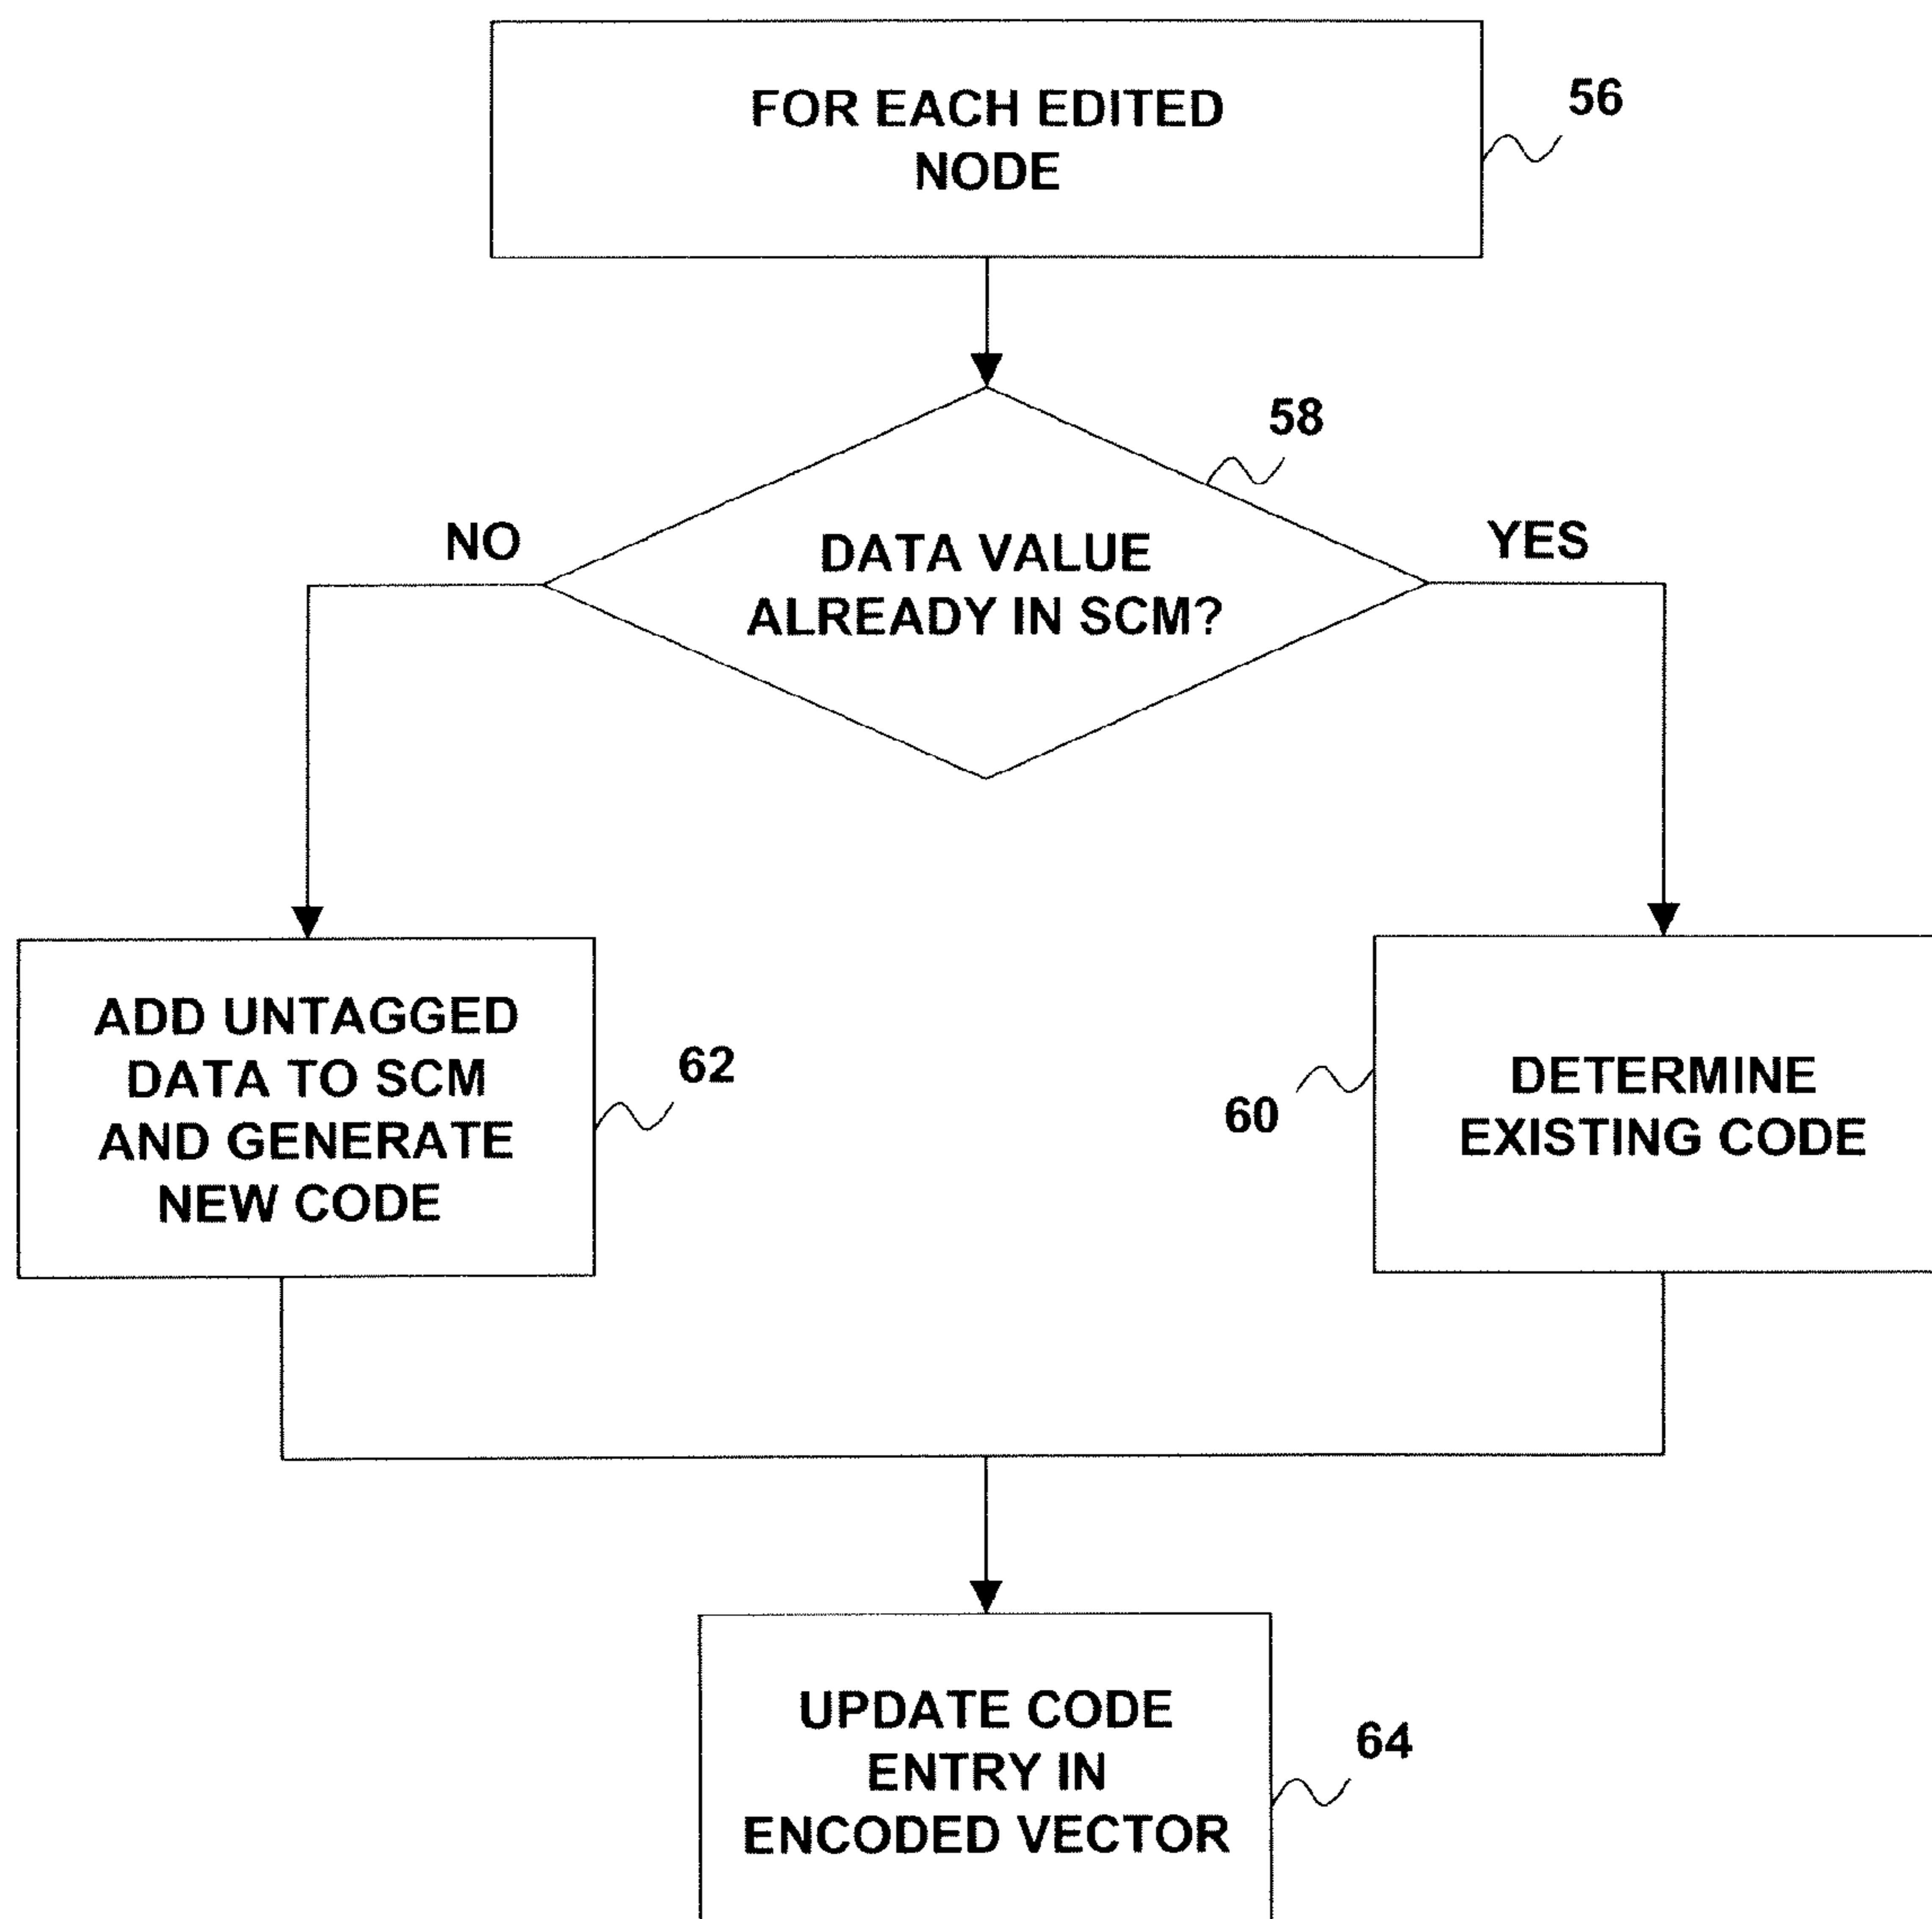 FOR EACH EDITED
NODE
56
58
NO
DATA VALUE
ALREADY IN SCM?
YES
ADD UNTAGGED
DATA TO SCM
AND GENERATE
NEW CODE
62
60
DETERMINE
EXISTING CODE
UPDATE CODE
ENTRY IN
ENCODED VECTOR
64